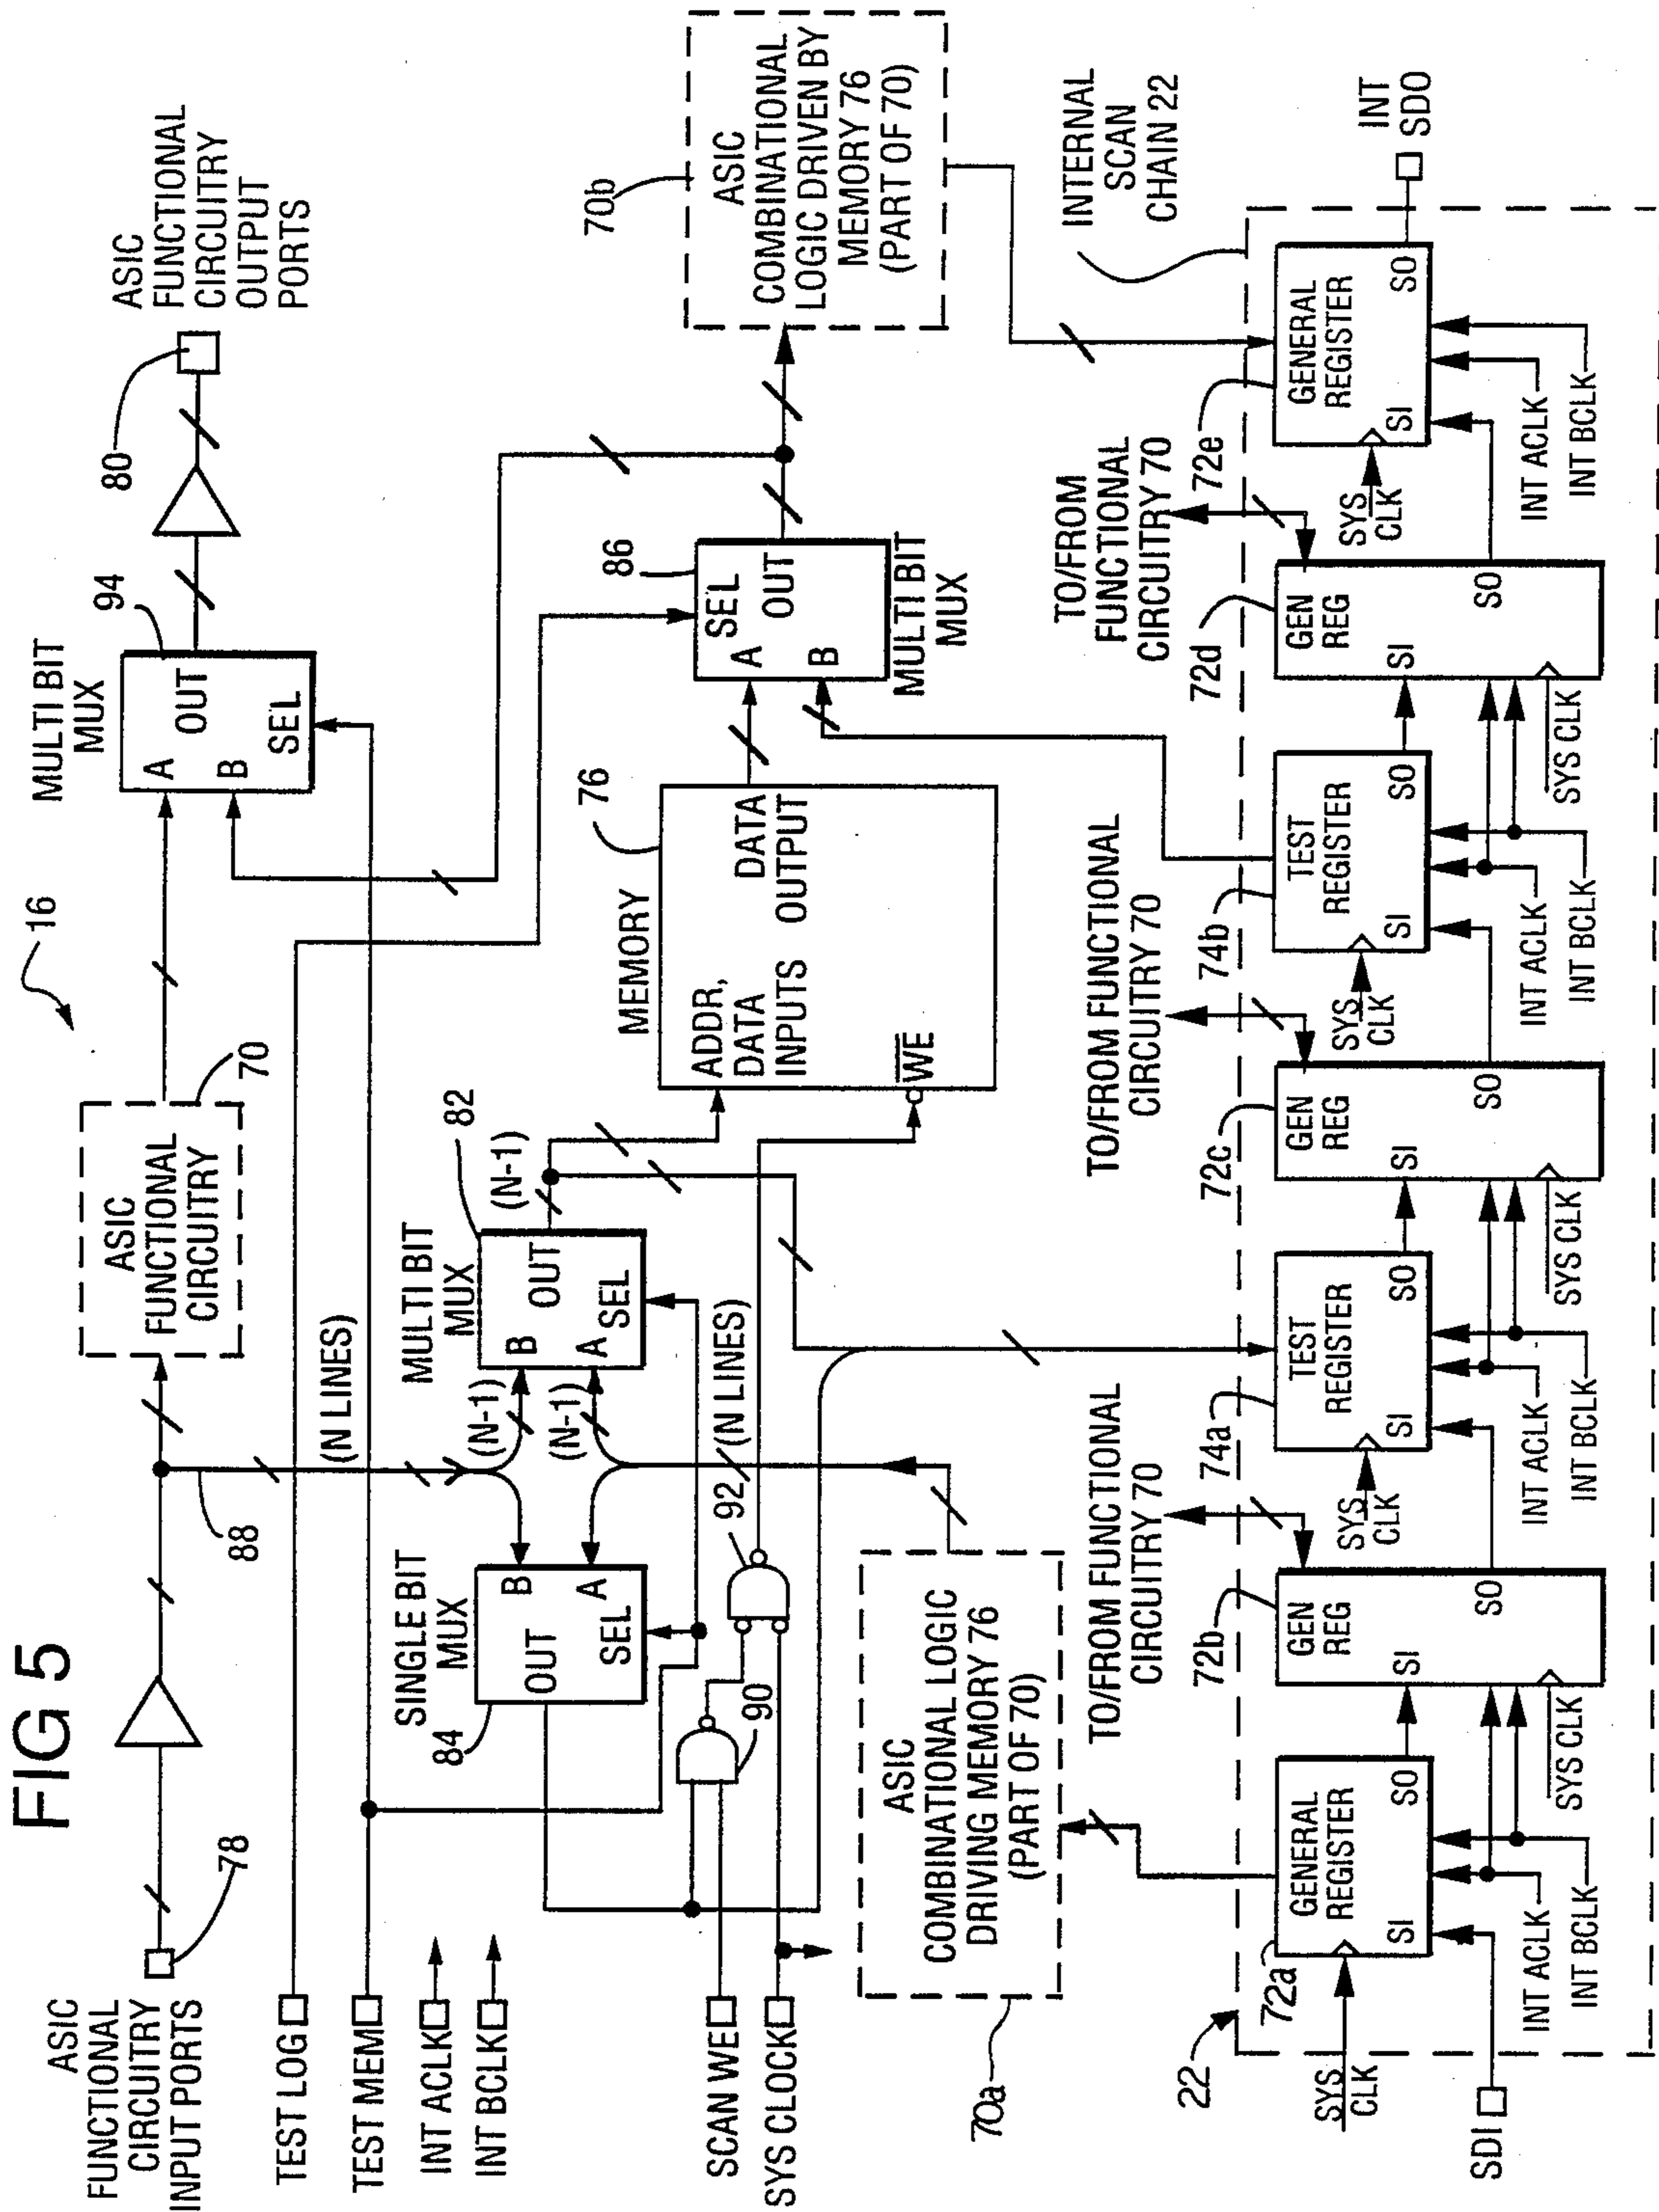 FIG 5
16
ASIC
FUNCTIONAL
CIRCUITRY
INPUT PORTS
78
88
(N LINES)
ASIC
FUNCTIONAL
CIRCUITRY
70
MULTI BIT
MUX
94
A
B
OUT
SEL
80
ASIC
FUNCTIONAL
CIRCUITRY
OUTPUT
PORTS
TEST LOG
TEST MEM
INT ACLK
INT BCLK
SCAN WE
SYS CLOCK
SINGLE BIT
MUX
84
OUT
B
A
SEL
MULTI BIT
MUX
82
B
A
OUT
SEL
(N-1)
(N-1)
(N-1)
(N LINES)
90
92
MEMORY
76
ADDR,
DATA
INPUTS
DATA
OUTPUT
WE
86
SEL
A
B
OUT
MULTI BIT
MUX
70b
ASIC
COMBINATIONAL
LOGIC DRIVEN BY
MEMORY 76
(PART OF 70)
70a
ASIC
COMBINATIONAL LOGIC
DRIVING MEMORY 76
(PART OF 70)
INTERNAL
SCAN
CHAIN 22
22
SDI
SYS
CLK
72a
GENERAL
REGISTER
SI
SO
INT ACLK
INT BCLK
TO/FROM FUNCTIONAL
CIRCUITRY 70
72b
GEN
REG
SI
SO
SYS CLK
SYS
CLK
74a
TEST
REGISTER
SI
SO
INT ACLK
INT BCLK
TO/FROM FUNCTIONAL
CIRCUITRY 70
72c
GEN
REG
SI
SO
SYS CLK
SYS
CLK
74b
TEST
REGISTER
SI
SO
INT ACLK
INT BCLK
TO/FROM
FUNCTIONAL
CIRCUITRY 70
72d
GEN
REG
SI
SO
SYS CLK
SYS
CLK
72e
GENERAL
REGISTER
SI
SO
INT ACLK
INT BCLK
INT
SDO